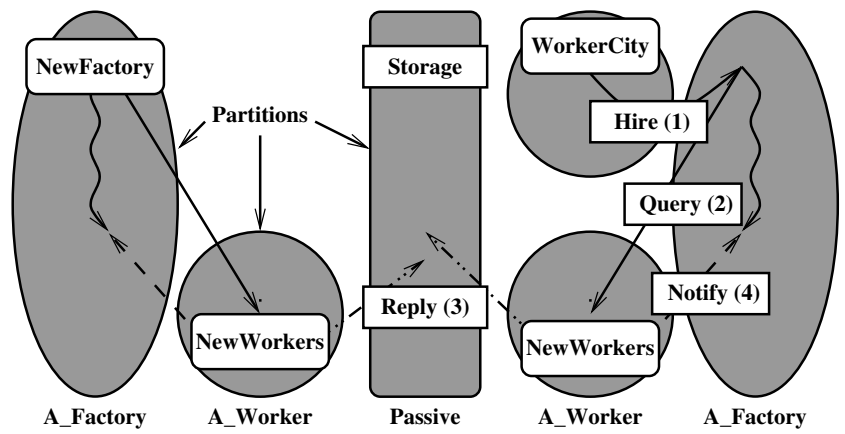 NewFactory
Storage
WorkerCity
Partitions
Hire (1)
Query (2)
Notify (4)
Reply (3)
NewWorkers
NewWorkers
A_Factory
A_Worker
Passive
A_Worker
A_Factory